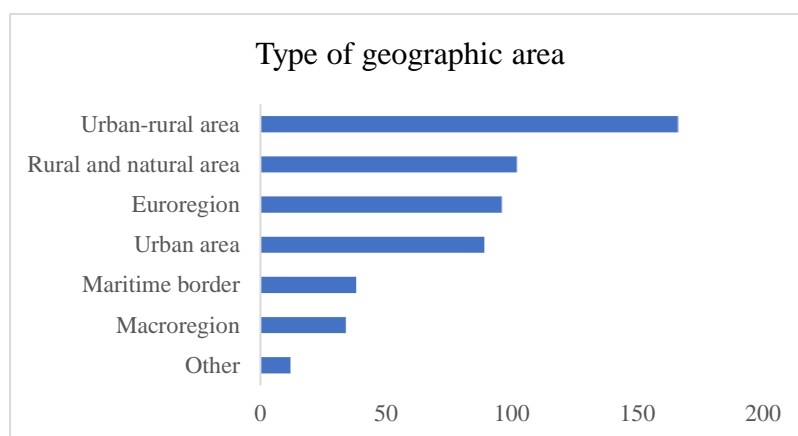 Type of geographic area
Urban-rural area
Rural and natural area
Euroregion
Urban area
Maritime border
Macroregion
Other
0 50 100 150 200